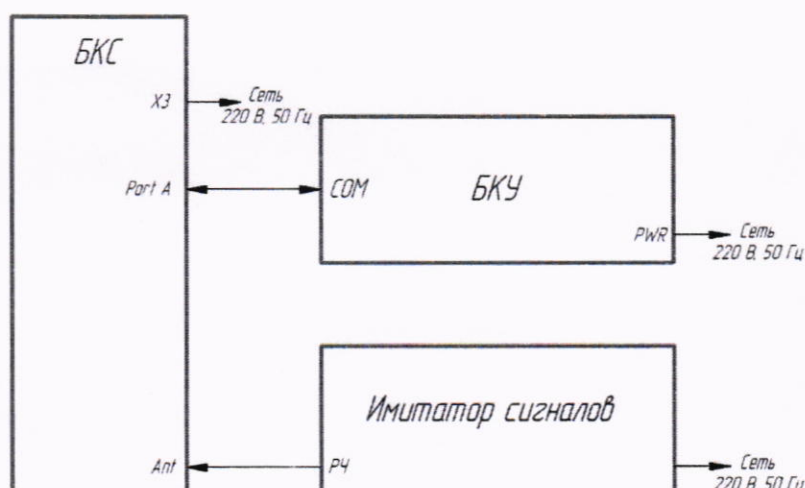 БКС
X3
Сеть
220 В, 50 Гц
Port A
COM
БКУ
PWR
Сеть
220 В, 50 Гц
Имитатор сигналов
Ant
РЧ
Сеть
220 В, 50 Гц